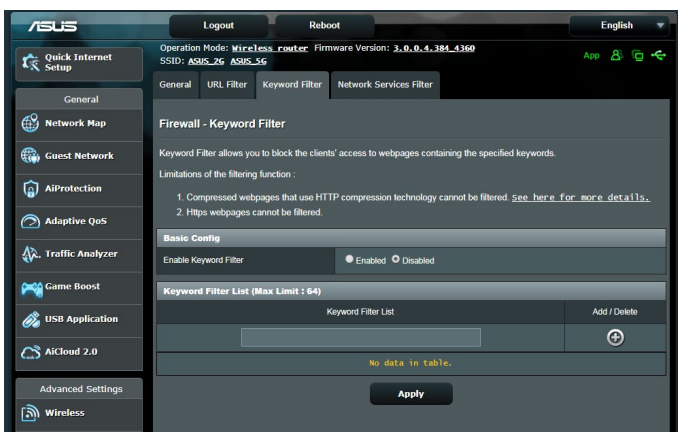 ASUS
Logout
Reboot
English
Quick Internet Setup
Operation Mode: Wireless router Firmware Version: 3.0.0.4.384_4360
SSID: ASUS_2G ASUS_5G
App
General
URL Filter
Keyword Filter
Network Services Filter
General
Network Map
Guest Network
AiProtection
Adaptive QoS
Traffic Analyzer
Game Boost
USB Application
AiCloud 2.0
Advanced Settings
Wireless
Firewall - Keyword Filter
Keyword Filter allows you to block the clients' access to webpages containing the specified keywords.
Limitations of the filtering function :
1. Compressed webpages that use HTTP compression technology cannot be filtered. See here for more details.
2. Https webpages cannot be filtered.
Basic Config
Enable Keyword Filter
Enabled Disabled
Keyword Filter List (Max Limit : 64)
Keyword Filter List
Add / Delete
No data in table.
Apply